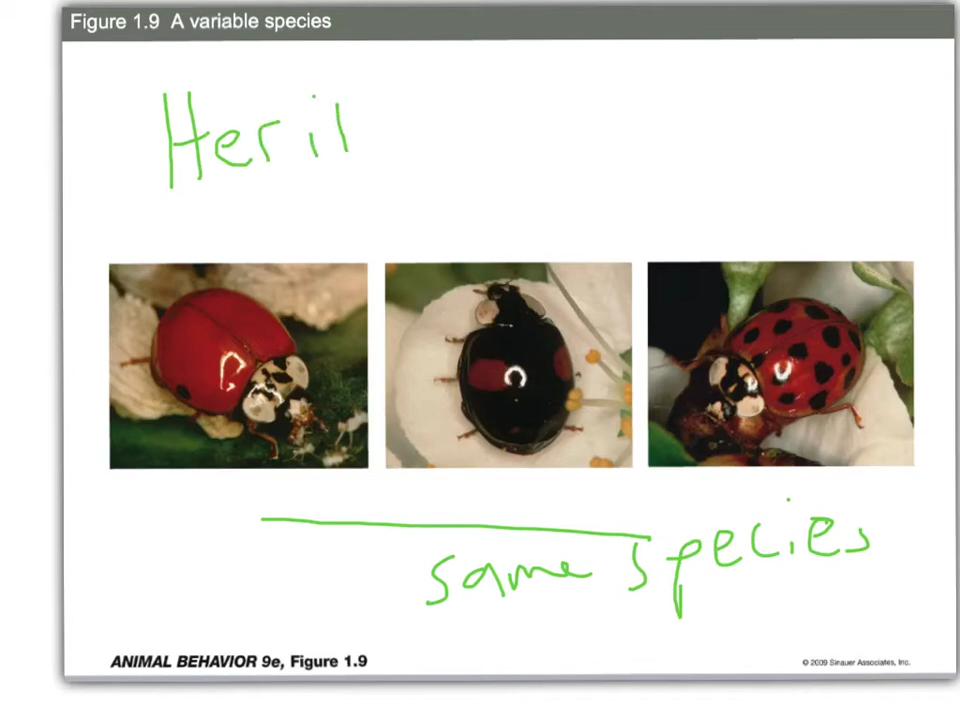 Figure 1.9 A variable species
Heril
same species
ANIMAL BEHAVIOR 9e, Figure 1.9
© 2009 Sinauer Associates, Inc.